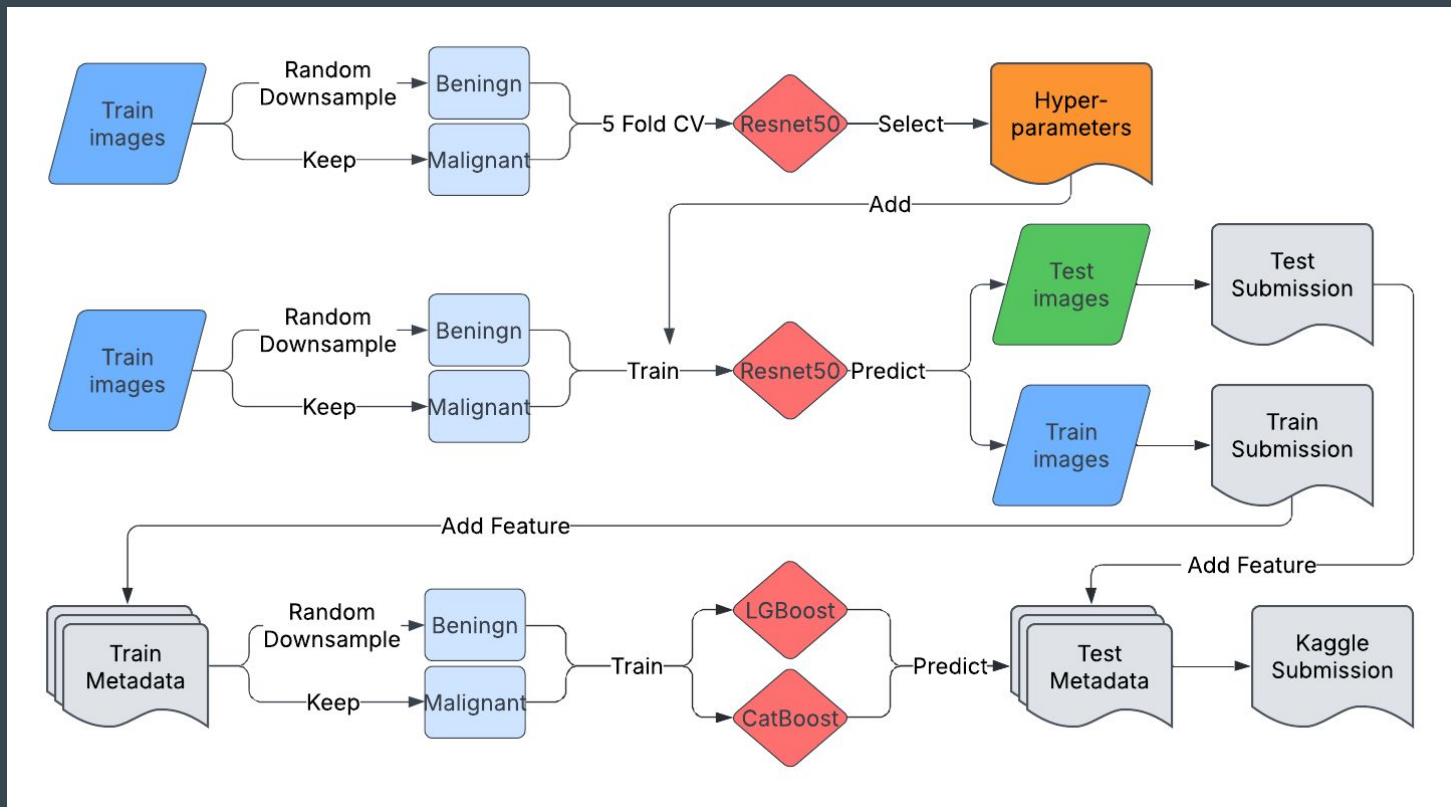 Train
images
Random
Downsample
Keep
Beningn
Malignant
5 Fold CV
Resnet50
Select
Hyper-
parameters
Add
Train
images
Random
Downsample
Keep
Beningn
Malignant
Train
Resnet50
Predict
Test
images
Test
Submission
Train
images
Train
Submission
Add Feature
Add Feature
Train
Metadata
Random
Downsample
Keep
Beningn
Malignant
Train
LGBoost
CatBoost
Predict
Test
Metadata
Kaggle
Submission